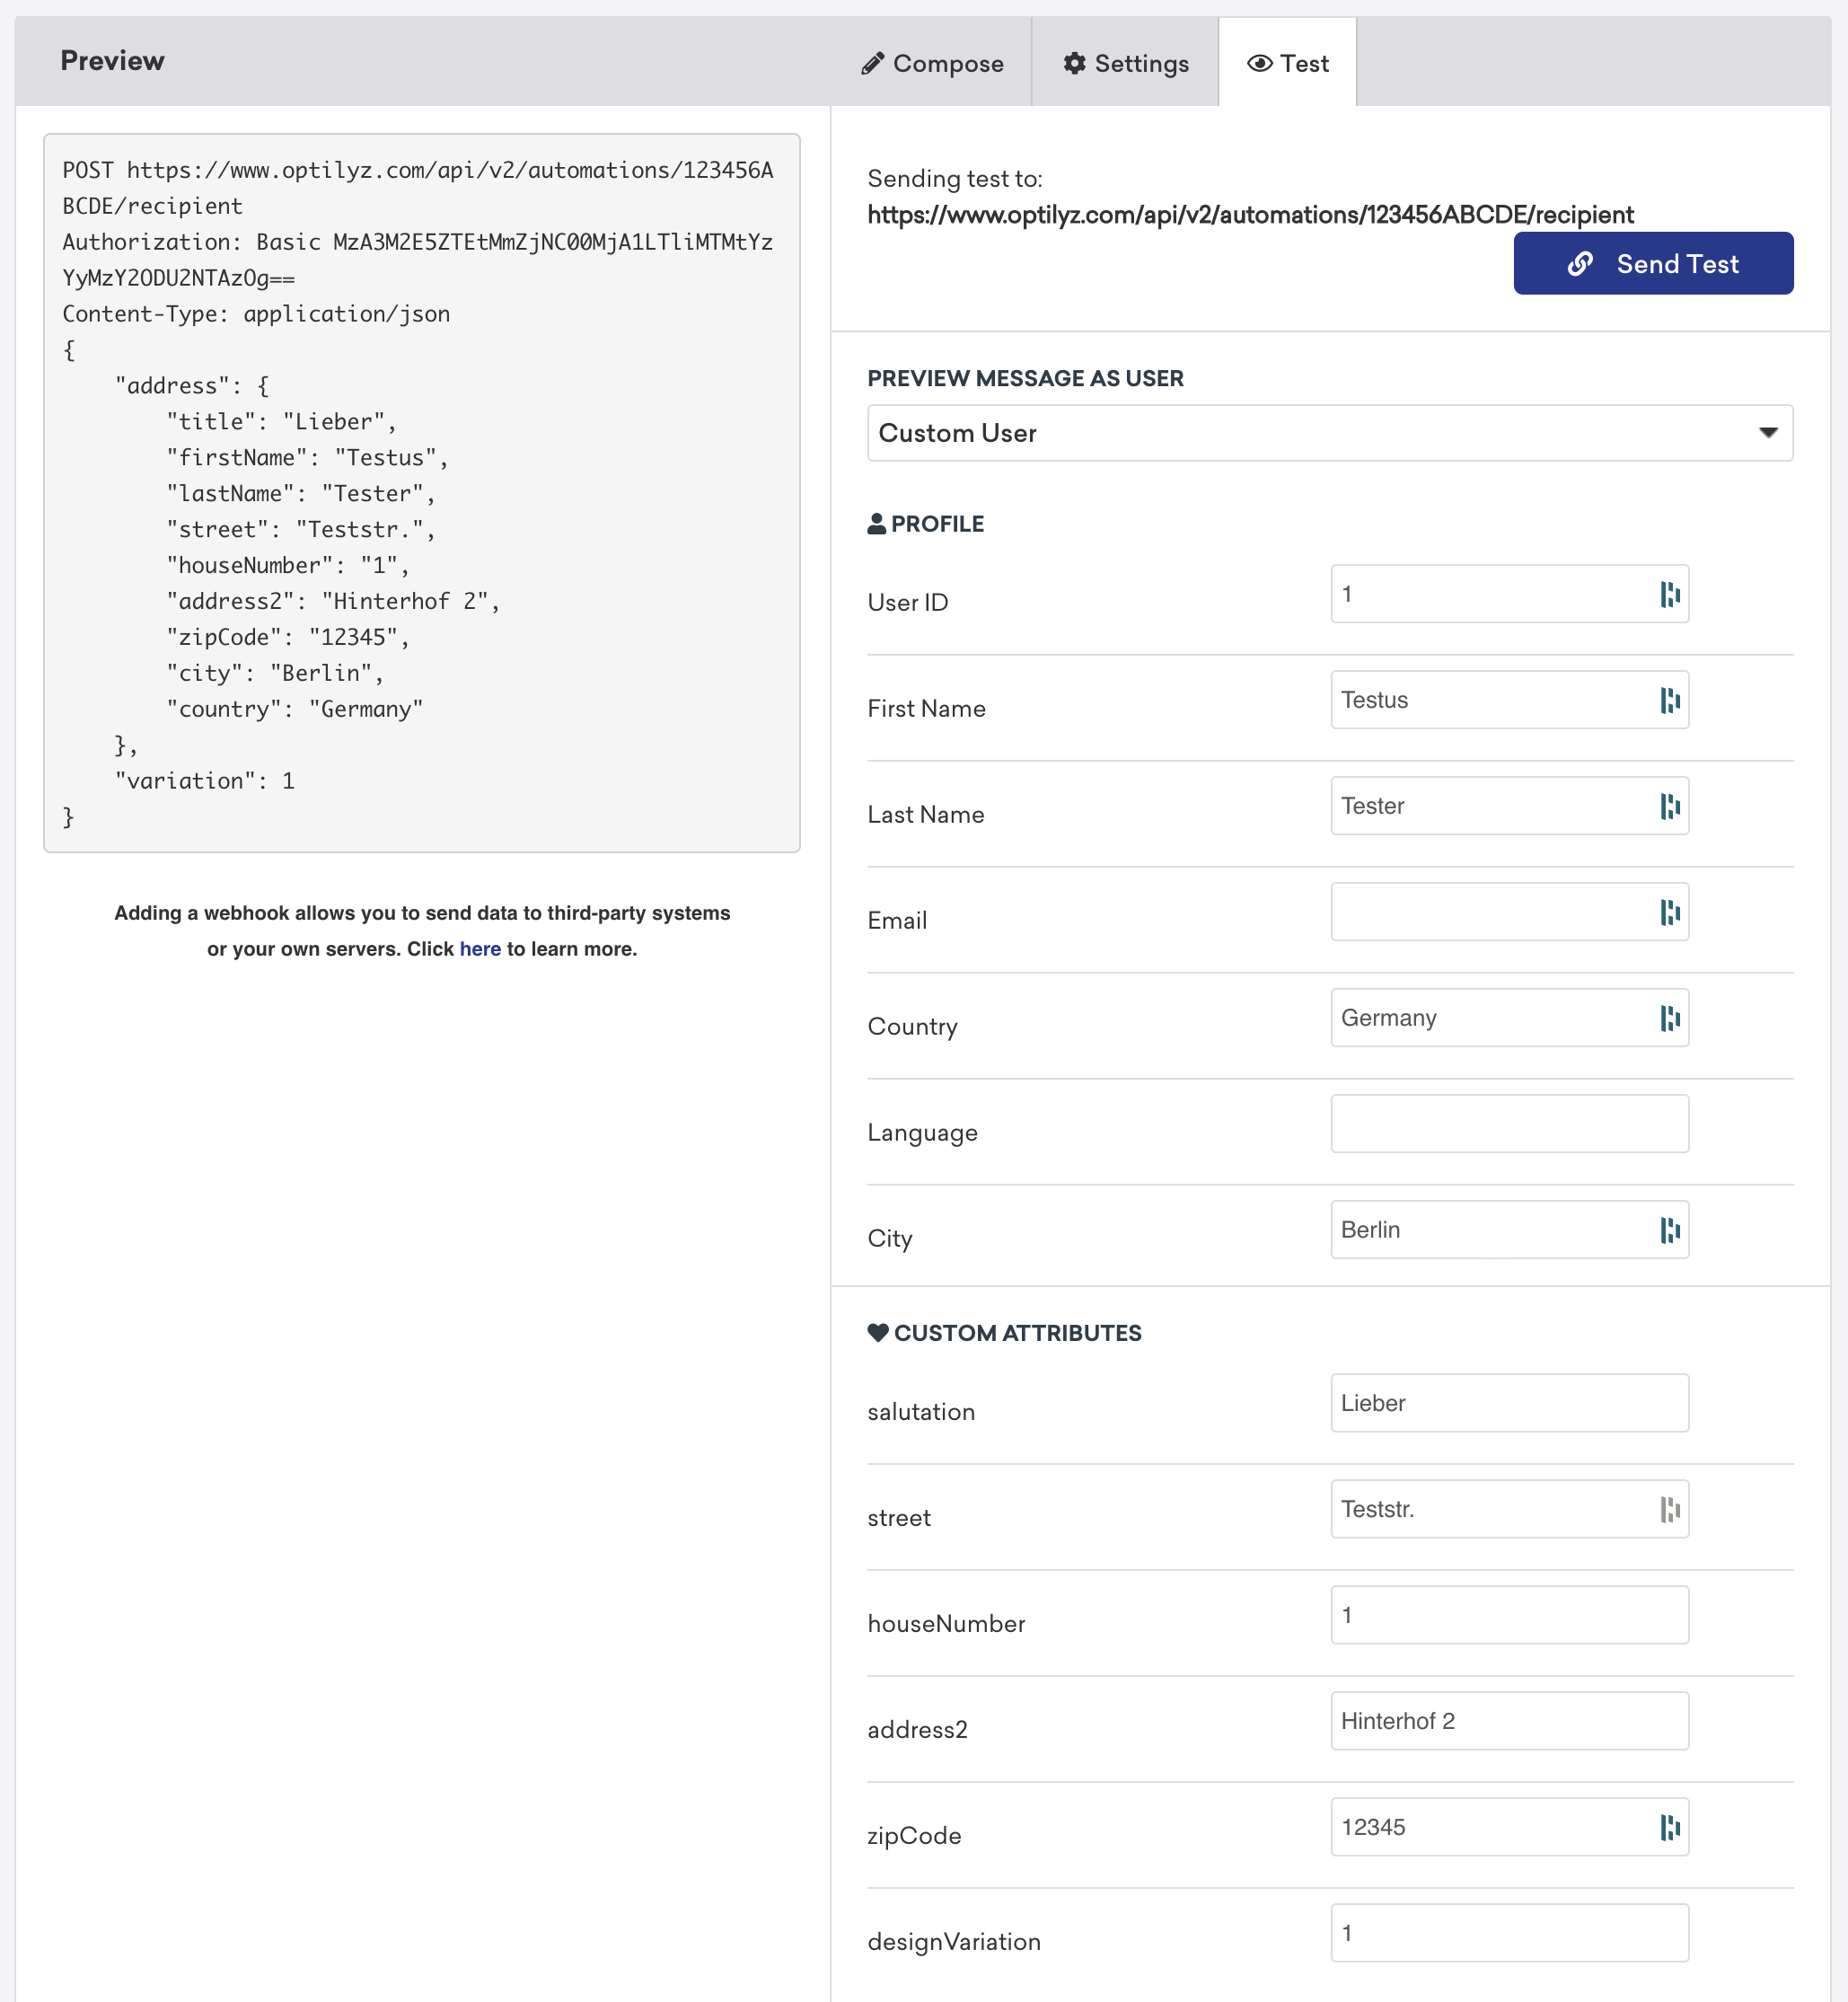 Preview
Compose
Settings
Test
POST https://www.optilyz.com/api/v2/automations/123456A
BCDE/recipient
Authorization: Basic MzA3M2E5ZTEtMmZjNC00MjA1LTliMTMtYz
YyMzY2ODU2NTAzOg==
Content-Type: application/json
{
    "address": {
        "title": "Lieber",
        "firstName": "Testus",
        "lastName": "Tester",
        "street": "Teststr.",
        "houseNumber": "1",
        "address2": "Hinterhof 2",
        "zipCode": "12345",
        "city": "Berlin",
        "country": "Germany"
    },
    "variation": 1
}
Adding a webhook allows you to send data to third-party systems
or your own servers. Click here to learn more.
Sending test to:
https://www.optilyz.com/api/v2/automations/123456ABCDE/recipient
Send Test
PREVIEW MESSAGE AS USER
Custom User
PROFILE
User ID
1
First Name
Testus
Last Name
Tester
Email
Country
Germany
Language
City
Berlin
CUSTOM ATTRIBUTES
salutation
Lieber
street
Teststr.
houseNumber
1
address2
Hinterhof 2
zipCode
12345
designVariation
1